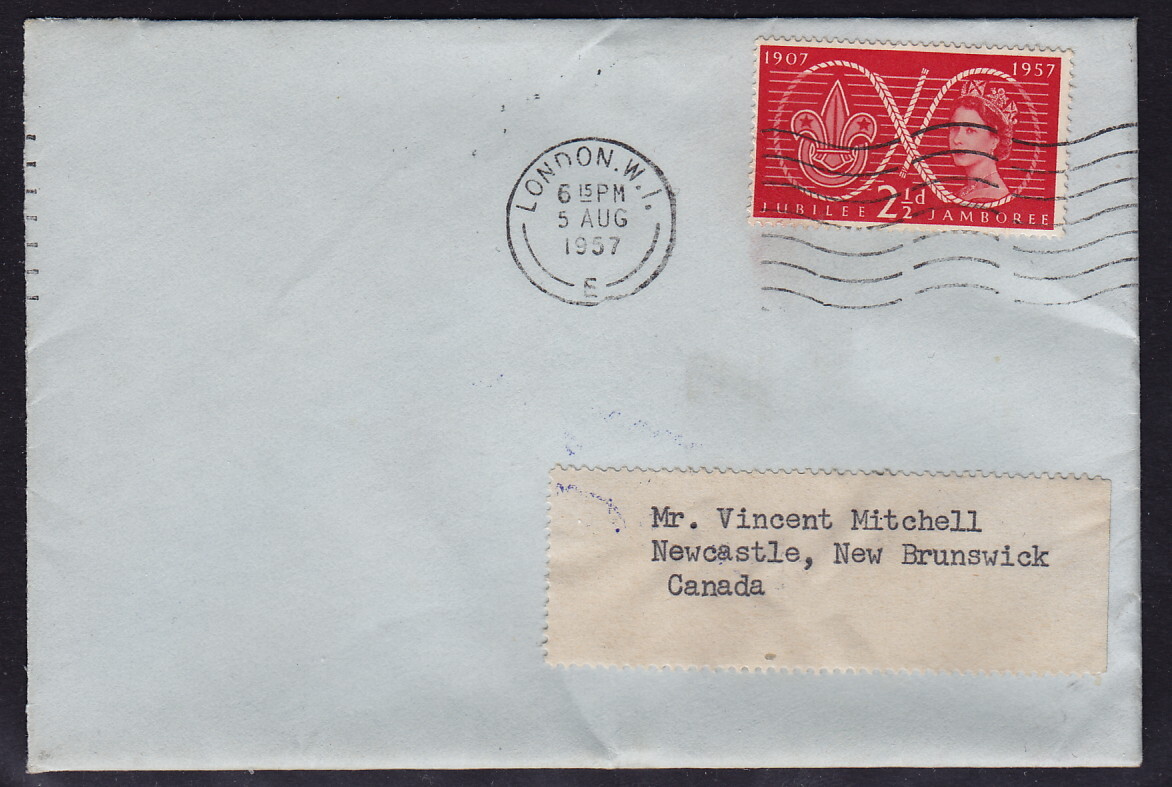 1907 1957
JUBILEE 2½d JAMBOREE
LONDON. W.1.
6 15 PM
5 AUG
1957
E
Mr. Vincent Mitchell
Newcastle, New Brunswick
Canada